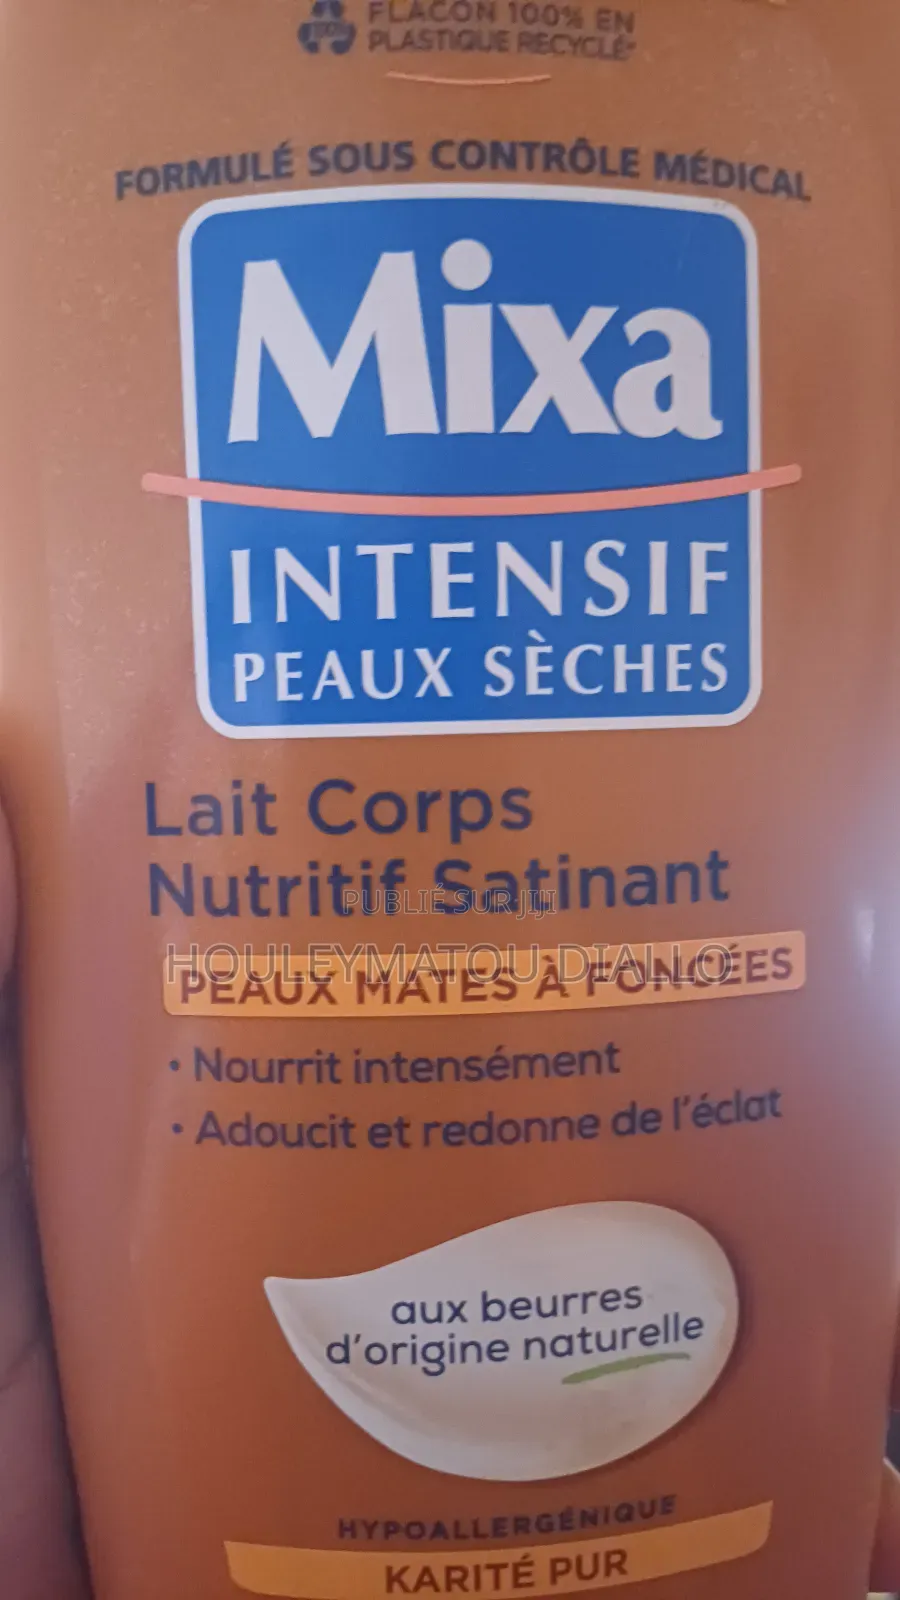 FLACON 100% EN
PLASTIQUE RECYCLÉ*
100%
FORMULÉ SOUS CONTRÔLE MÉDICAL
Mixa
INTENSIF
PEAUX SÈCHES
Lait Corps
Nutritif Satinant
PUBLIÉ SUR JIJI
HOULEYMATOU DIALLO
PEAUX MATES À FONCÉES
• Nourrit intensément
• Adoucit et redonne de l'éclat
aux beurres
d'origine naturelle
HYPOALLERGÉNIQUE
KARITÉ PUR